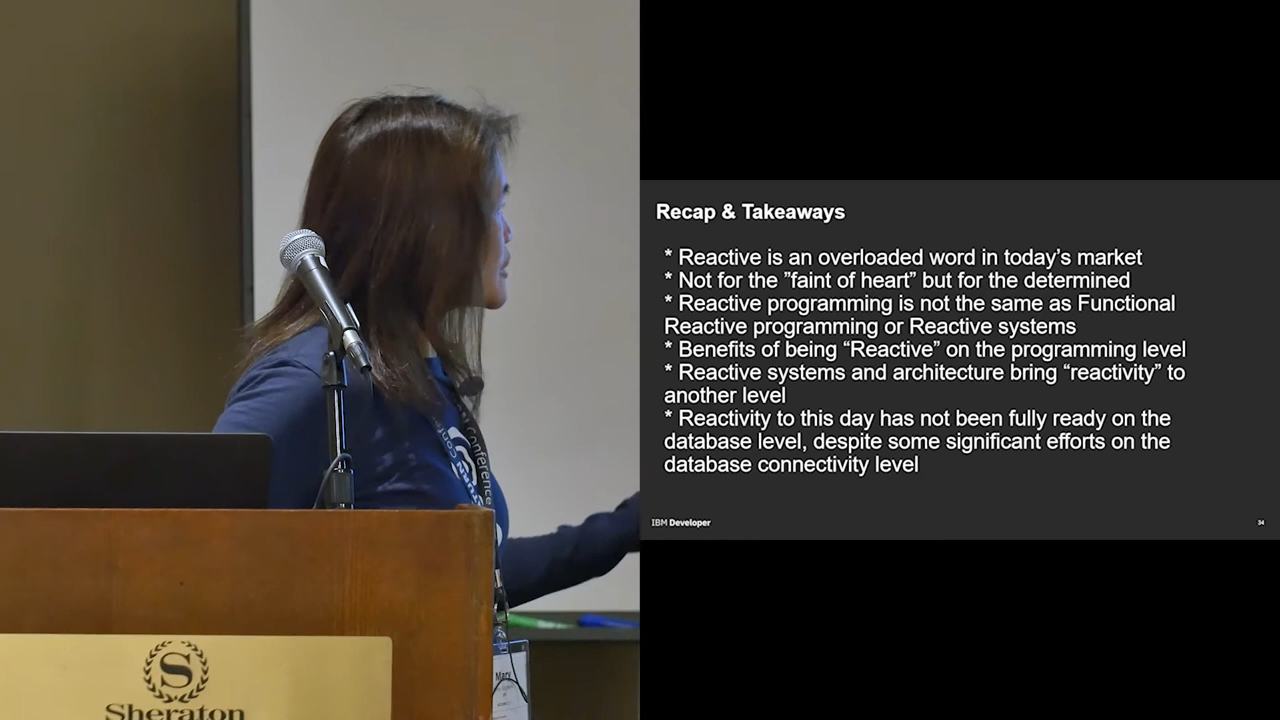 Recap & Takeaways
* Reactive is an overloaded word in today’s market
* Not for the ”faint of heart” but for the determined
* Reactive programming is not the same as Functional
Reactive programming or Reactive systems
* Benefits of being “Reactive” on the programming level
* Reactive systems and architecture bring “reactivity” to
another level
* Reactivity to this day has not been fully ready on the
database level, despite some significant efforts on the
database connectivity level
IBM Developer
34
Conference
Mary
S
Sheraton